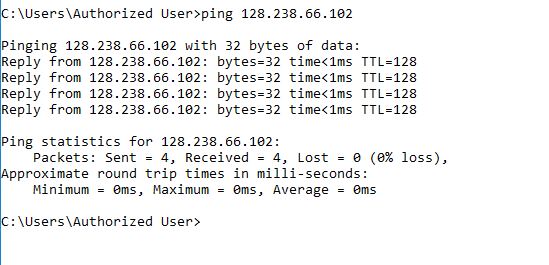 C:\Users\Authorized User>ping 128.238.66.102
Pinging 128.238.66.102 with 32 bytes of data:
Reply from 128.238.66.102: bytes=32 time<1ms TTL=128
Reply from 128.238.66.102: bytes=32 time<1ms TTL=128
Reply from 128.238.66.102: bytes=32 time<1ms TTL=128
Reply from 128.238.66.102: bytes=32 time<1ms TTL=128
Ping statistics for 128.238.66.102:
    Packets: Sent = 4, Received = 4, Lost = 0 (0% loss),
Approximate round trip times in milli-seconds:
    Minimum = 0ms, Maximum = 0ms, Average = 0ms
C:\Users\Authorized User>